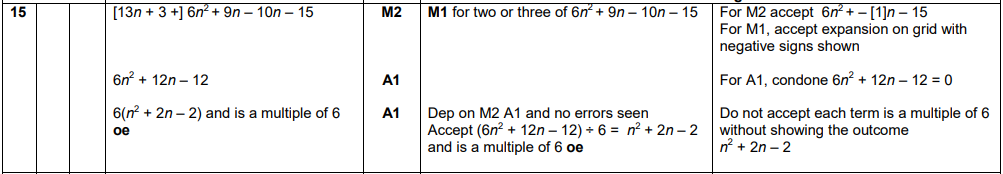 15 [13n + 3 +] 6n² + 9n – 10n – 15 M2 M1 for two or three of 6n² + 9n – 10n – 15 For M2 accept 6n² + – [1]n – 15
For M1, accept expansion on grid with
negative signs shown
6n² + 12n – 12 A1 For A1, condone 6n² + 12n – 12 = 0
6(n² + 2n – 2) and is a multiple of 6 A1 Dep on M2 A1 and no errors seen Do not accept each term is a multiple of 6
oe Accept (6n² + 12n – 12) ÷ 6 = n² + 2n – 2 without showing the outcome
and is a multiple of 6 oe n² + 2n – 2